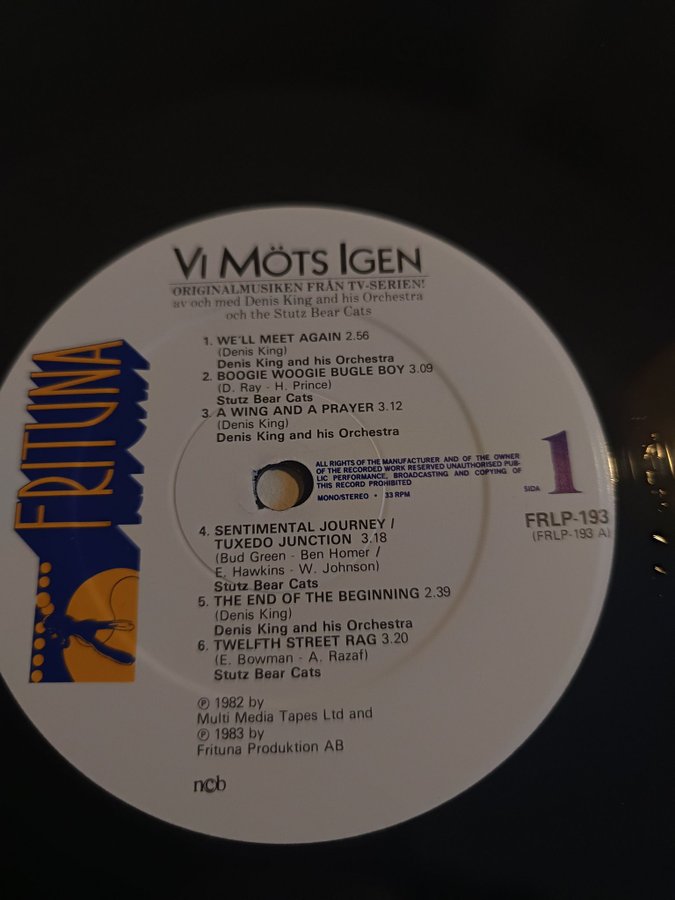 VI MÖTS IGEN
ORIGINALMUSIKEN FRÅN TV-SERIEN!
av och med Denis King and his Orchestra
och the Stutz Bear Cats
FRITUNA
1. WE'LL MEET AGAIN 2.56
(Denis King)
Denis King and his Orchestra
2. BOOGIE WOOGIE BUGLE BOY 3.09
(D. Ray - H. Prince)
Stutz Bear Cats
3. A WING AND A PRAYER 3.12
(Denis King)
Denis King and his Orchestra
ALL RIGHTS OF THE MANUFACTURER AND OF THE OWNER
OF THE RECORDED WORK RESERVED UNAUTHORISED PUB-
LIC PERFORMANCE, BROADCASTING AND COPYING OF
THIS RECORD PROHIBITED
MONO/STEREO • 33 RPM
SIDA 1
FRLP-193
(FRLP-193 A)
4. SENTIMENTAL JOURNEY /
TUXEDO JUNCTION 3.18
(Bud Green - Ben Homer /
E. Hawkins - W. Johnson)
Stutz Bear Cats
5. THE END OF THE BEGINNING 2.39
(Denis King)
Denis King and his Orchestra
6. TWELFTH STREET RAG 3.20
(E. Bowman - A. Razaf)
Stutz Bear Cats
℗ 1982 by
Multi Media Tapes Ltd and
℗ 1983 by
Frituna Produktion AB
ncb